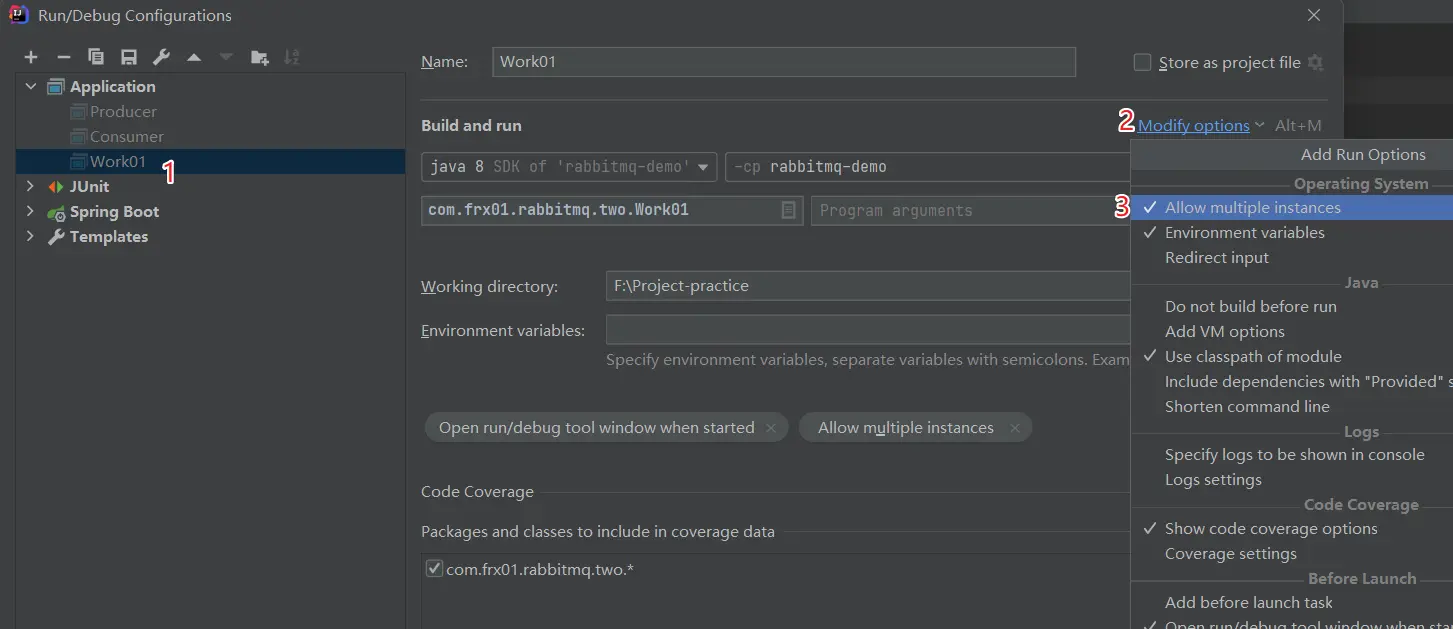 Run/Debug Configurations
Application
Producer
Consumer
Work01
1
JUnit
Spring Boot
Templates
Name: Work01
Store as project file
Build and run
2 Modify options Alt+M
java 8 SDK of 'rabbitmq-demo'
-cp rabbitmq-demo
com.frx01.rabbitmq.two.Work01
Program arguments
Working directory: F:\Project-practice
Environment variables:
Specify environment variables, separate variables with semicolons. Exam
Open run/debug tool window when started
Allow multiple instances
Code Coverage
Packages and classes to include in coverage data
com.frx01.rabbitmq.two.*
Add Run Options
Operating System
3 Allow multiple instances
Environment variables
Redirect input
Java
Do not build before run
Add VM options
Use classpath of module
Include dependencies with "Provided" s
Shorten command line
Logs
Specify logs to be shown in console
Logs settings
Code Coverage
Show code coverage options
Coverage settings
Before Launch
Add before launch task
Open run/debug tool window when sta